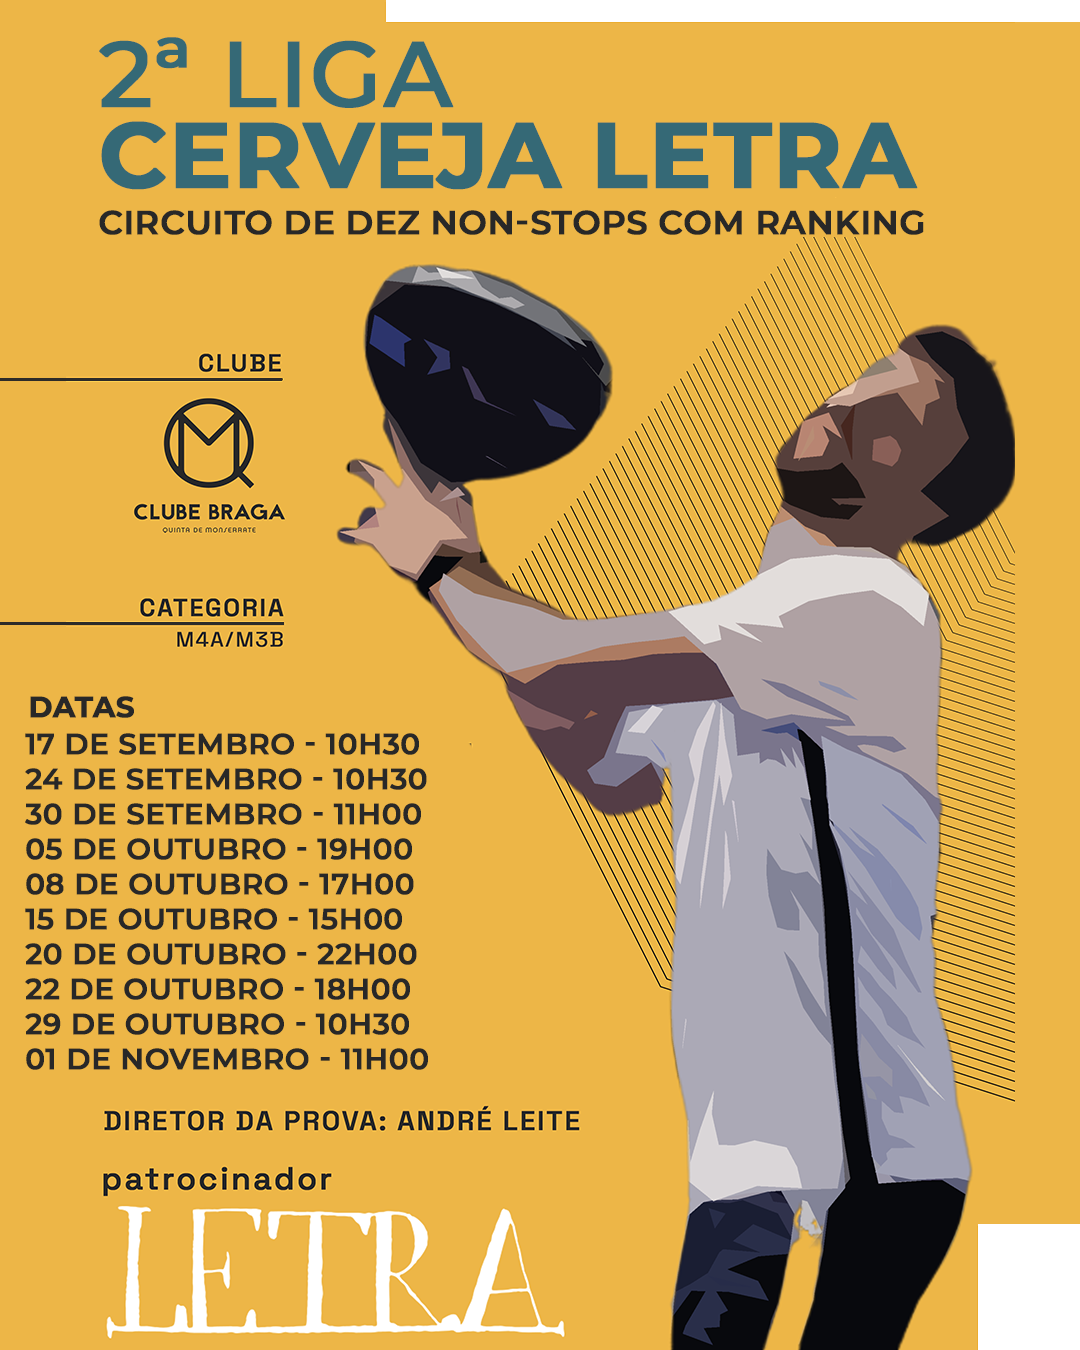 2ª LIGA
CERVEJA LETRA
CIRCUITO DE DEZ NON-STOPS COM RANKING
CLUBE
CLUBE BRAGA
QUINTA DE MONSERRATE
CATEGORIA
M4A/M3B
DATAS
17 DE SETEMBRO - 10H30
24 DE SETEMBRO - 10H30
30 DE SETEMBRO - 11H00
05 DE OUTUBRO - 19H00
08 DE OUTUBRO - 17H00
15 DE OUTUBRO - 15H00
20 DE OUTUBRO - 22H00
22 DE OUTUBRO - 18H00
29 DE OUTUBRO - 10H30
01 DE NOVEMBRO - 11H00
DIRETOR DA PROVA: ANDRÉ LEITE
patrocinador
LETRA